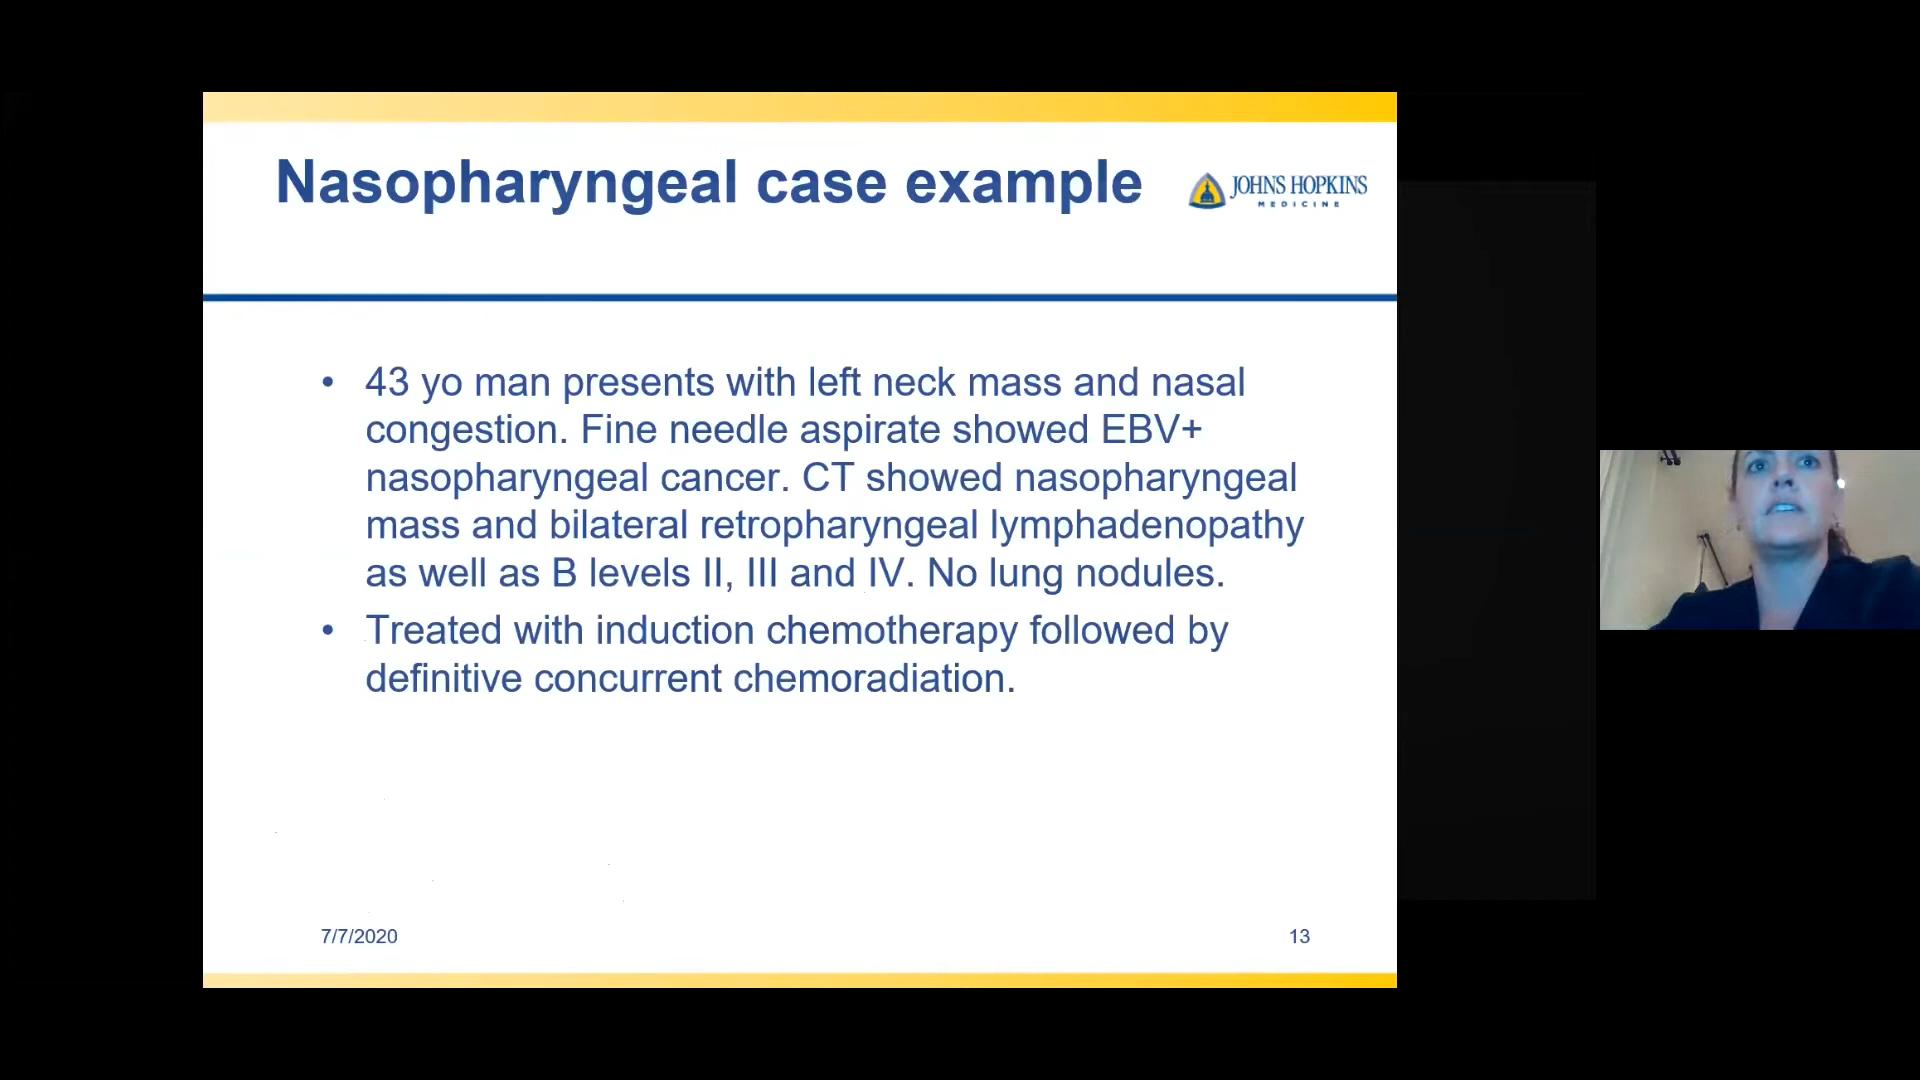 Nasopharyngeal case example
JOHNS HOPKINS
MEDICINE
• 43 yo man presents with left neck mass and nasal
congestion. Fine needle aspirate showed EBV+
nasopharyngeal cancer. CT showed nasopharyngeal
mass and bilateral retropharyngeal lymphadenopathy
as well as B levels II, III and IV. No lung nodules.
• Treated with induction chemotherapy followed by
definitive concurrent chemoradiation.
7/7/2020
13